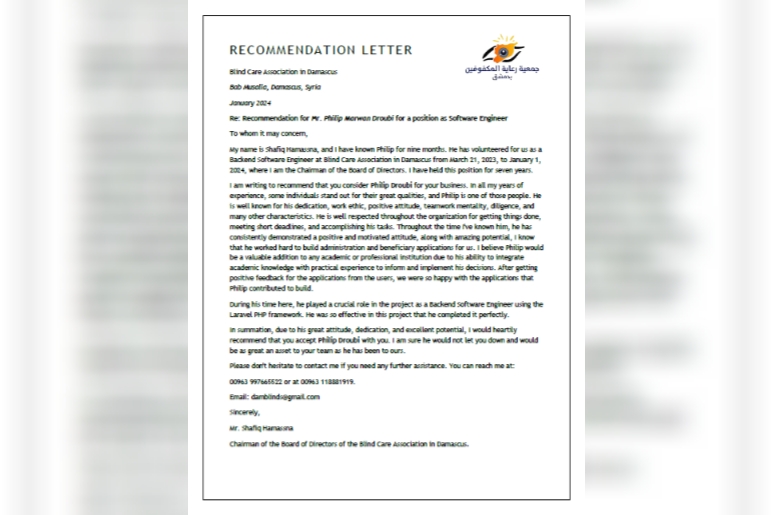 RECOMMENDATION LETTER
جمعية رعاية المكفوفين
بدمشق
Blind Care Association in Damascus
Bab Musalla, Damascus, Syria
January 2024
Re: Recommendation for Mr. Philip Marwan Droubi for a position as Software Engineer
To whom it may concern,
My name is Shafiq Hamassna, and I have known Philip for nine months. He has volunteered for us as a
Backend Software Engineer at Blind Care Association in Damascus from March 21, 2023, to January 1,
2024, where I am the Chairman of the Board of Directors. I have held this position for seven years.
I am writing to recommend that you consider Philip Droubi for your business. In all my years of
experience, some individuals stand out for their great qualities, and Philip is one of those people. He
is well known for his dedication, work ethic, positive attitude, teamwork mentality, diligence, and
many other characteristics. He is well respected throughout the organization for getting things done,
meeting short deadlines, and accomplishing his tasks. Throughout the time I've known him, he has
consistently demonstrated a positive and motivated attitude, along with amazing potential, I know
that he worked hard to build administration and beneficiary applications for us. I believe Philip would
be a valuable addition to any academic or professional institution due to his ability to integrate
academic knowledge with practical experience to inform and implement his decisions. After getting
positive feedback for the applications from the users, we were so happy with the applications that
Philip contributed to build.
During his time here, he played a crucial role in the project as a Backend Software Engineer using the
Laravel PHP framework. He was so effective in this project that he completed it perfectly.
In summation, due to his great attitude, dedication, and excellent potential, I would heartily
recommend that you accept Philip Droubi with you. I am sure he would not let you down and would
be as great an asset to your team as he has been to ours.
Please don't hesitate to contact me if you need any further assistance. You can reach me at:
00963 997665522 or at 00963 118881919.
Email: damblinds@gmail.com
Sincerely,
Mr. Shafiq Hamassna
Chairman of the Board of Directors of the Blind Care Association in Damascus.